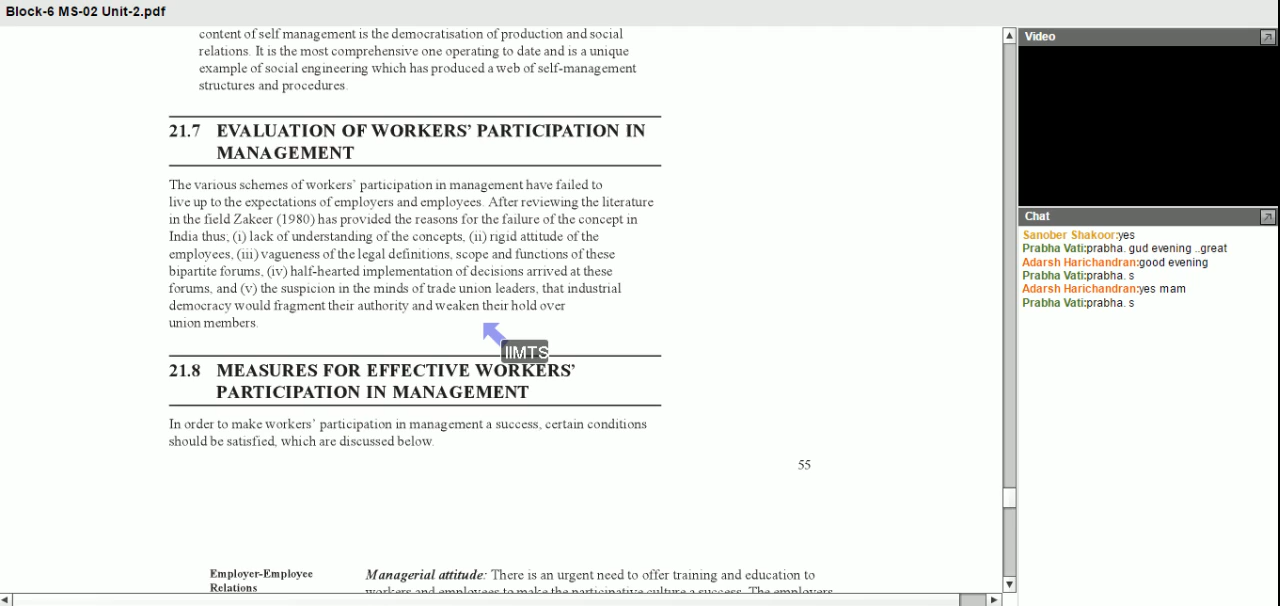 Block-6 MS-02 Unit-2.pdf
content of self management is the democratisation of production and social
relations. It is the most comprehensive one operating to date and is a unique
example of social engineering which has produced a web of self-management
structures and procedures.
21.7 EVALUATION OF WORKERS' PARTICIPATION IN
MANAGEMENT
The various schemes of workers' participation in management have failed to
live up to the expectations of employers and employees. After reviewing the literature
in the field Zakeer (1980) has provided the reasons for the failure of the concept in
India thus; (i) lack of understanding of the concepts, (ii) rigid attitude of the
employees, (iii) vagueness of the legal definitions, scope and functions of these
bipartite forums, (iv) half-hearted implementation of decisions arrived at these
forums, and (v) the suspicion in the minds of trade union leaders, that industrial
democracy would fragment their authority and weaken their hold over
union members.
IIMTS
21.8 MEASURES FOR EFFECTIVE WORKERS'
PARTICIPATION IN MANAGEMENT
In order to make workers' participation in management a success, certain conditions
should be satisfied, which are discussed below.
55
Employer-Employee
Relations
Managerial attitude: There is an urgent need to offer training and education to
workers and employees to make the participative culture a success. The employers
Video
Chat
Sanober Shakoor:yes
Prabha Vati:prabha. gud evening ..great
Adarsh Harichandran:good evening
Prabha Vati:prabha. s
Adarsh Harichandran:yes mam
Prabha Vati:prabha. s